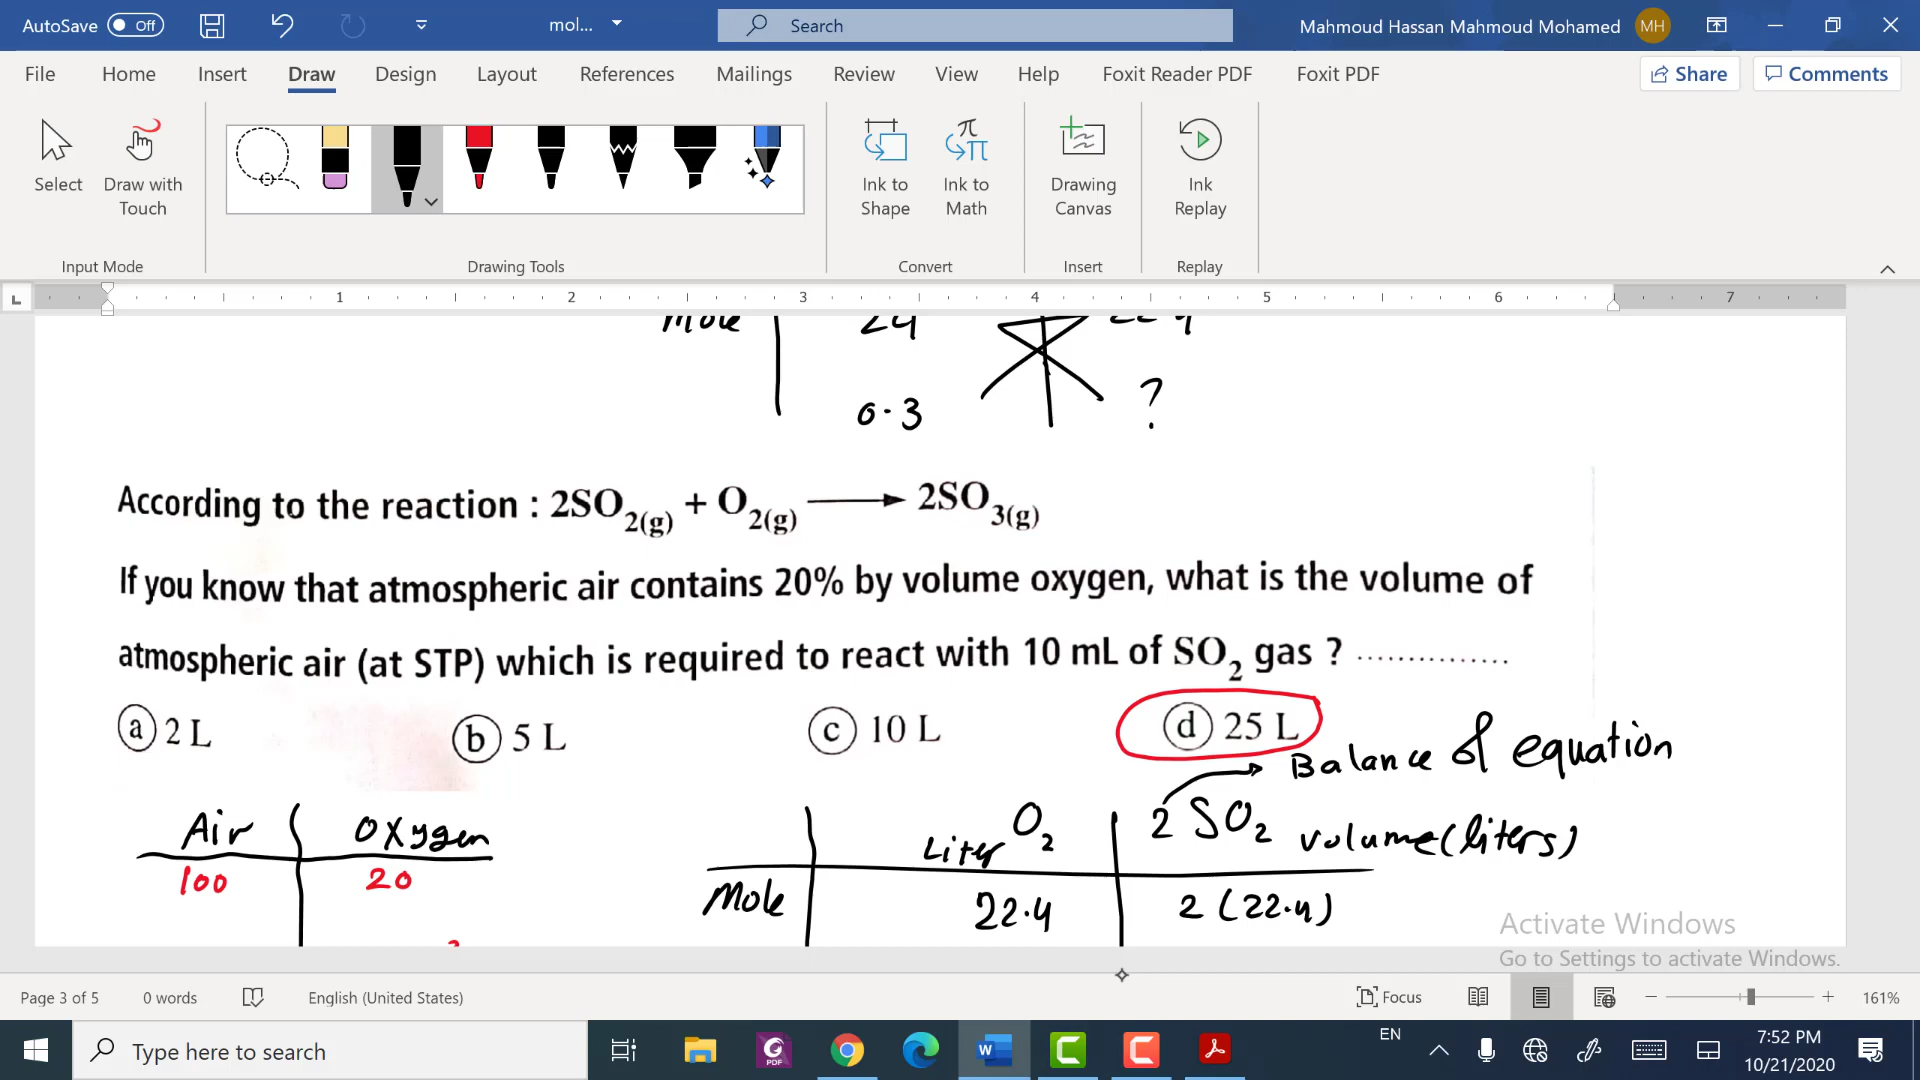 AutoSave Off mol... Search Mahmoud Hassan Mahmoud Mohamed MH
File Home Insert Draw Design Layout References Mailings Review View Help Foxit Reader PDF Foxit PDF Share Comments
Select Draw with Touch Ink to Shape Ink to Math Drawing Canvas Ink Replay
Input Mode Drawing Tools Convert Insert Replay
1 2 3 4 5 6 7
Mole 24 22.4
0.3 ?
According to the reaction : 2SO2(g) + O2(g) ⟶ 2SO3(g)
If you know that atmospheric air contains 20% by volume oxygen, what is the volume of
atmospheric air (at STP) which is required to react with 10 mL of SO2 gas ? ...............
a 2 L b 5 L c 10 L d 25 L
Balance of equation
Air Oxygen Liter O2 2 SO2 volume(liters)
100 20 Mole 22.4 2 (22.4)
Activate Windows
Go to Settings to activate Windows.
Page 3 of 5 0 words English (United States) Focus 161%
Type here to search EN 7:52 PM
10/21/2020